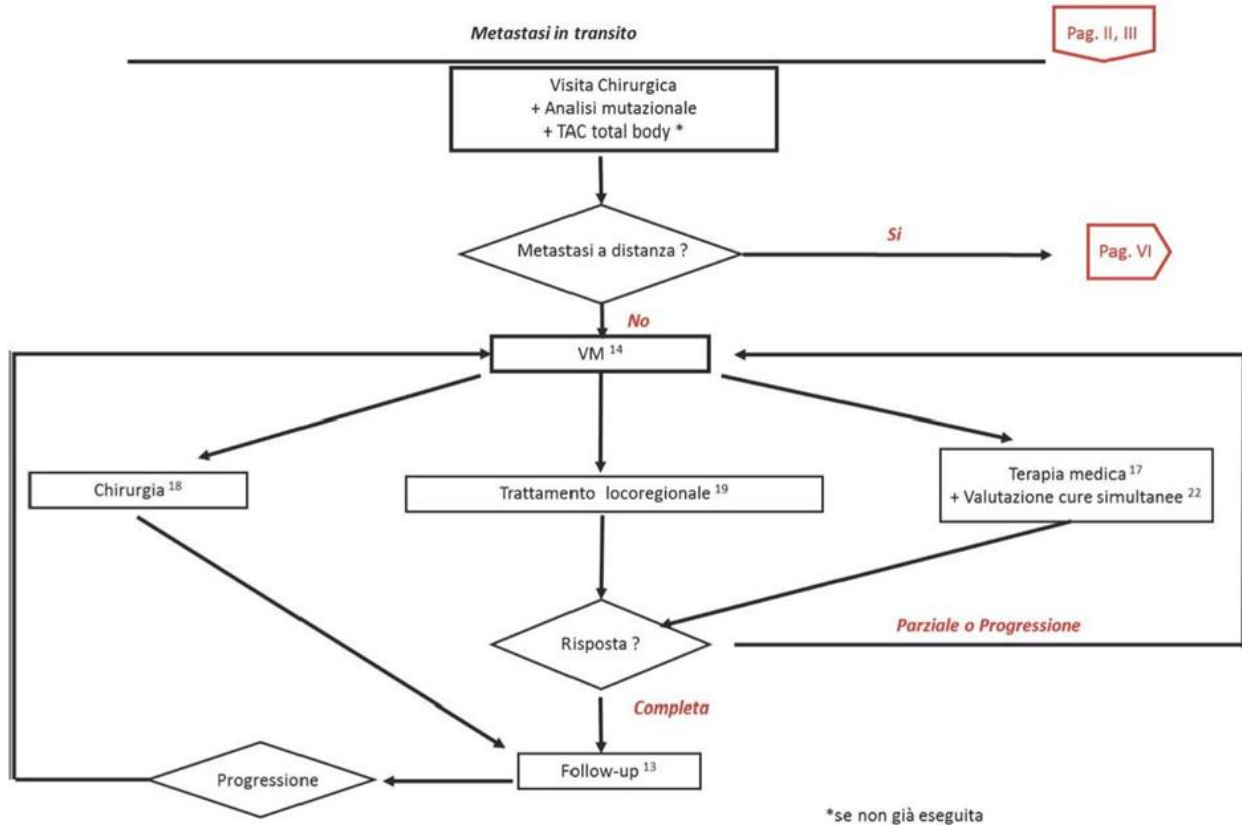 Metastasi in transito
Pag. II, III
Visita Chirurgica
+ Analisi mutazionale
+ TAC total body *
Metastasi a distanza ?
Si
Pag. VI
No
VM 14
Chirurgia 18
Trattamento locoregionale 19
Terapia medica 17
+ Valutazione cure simultanee 22
Risposta ?
Parziale o Progressione
Completa
Follow-up 13
Progressione
*se non già eseguita